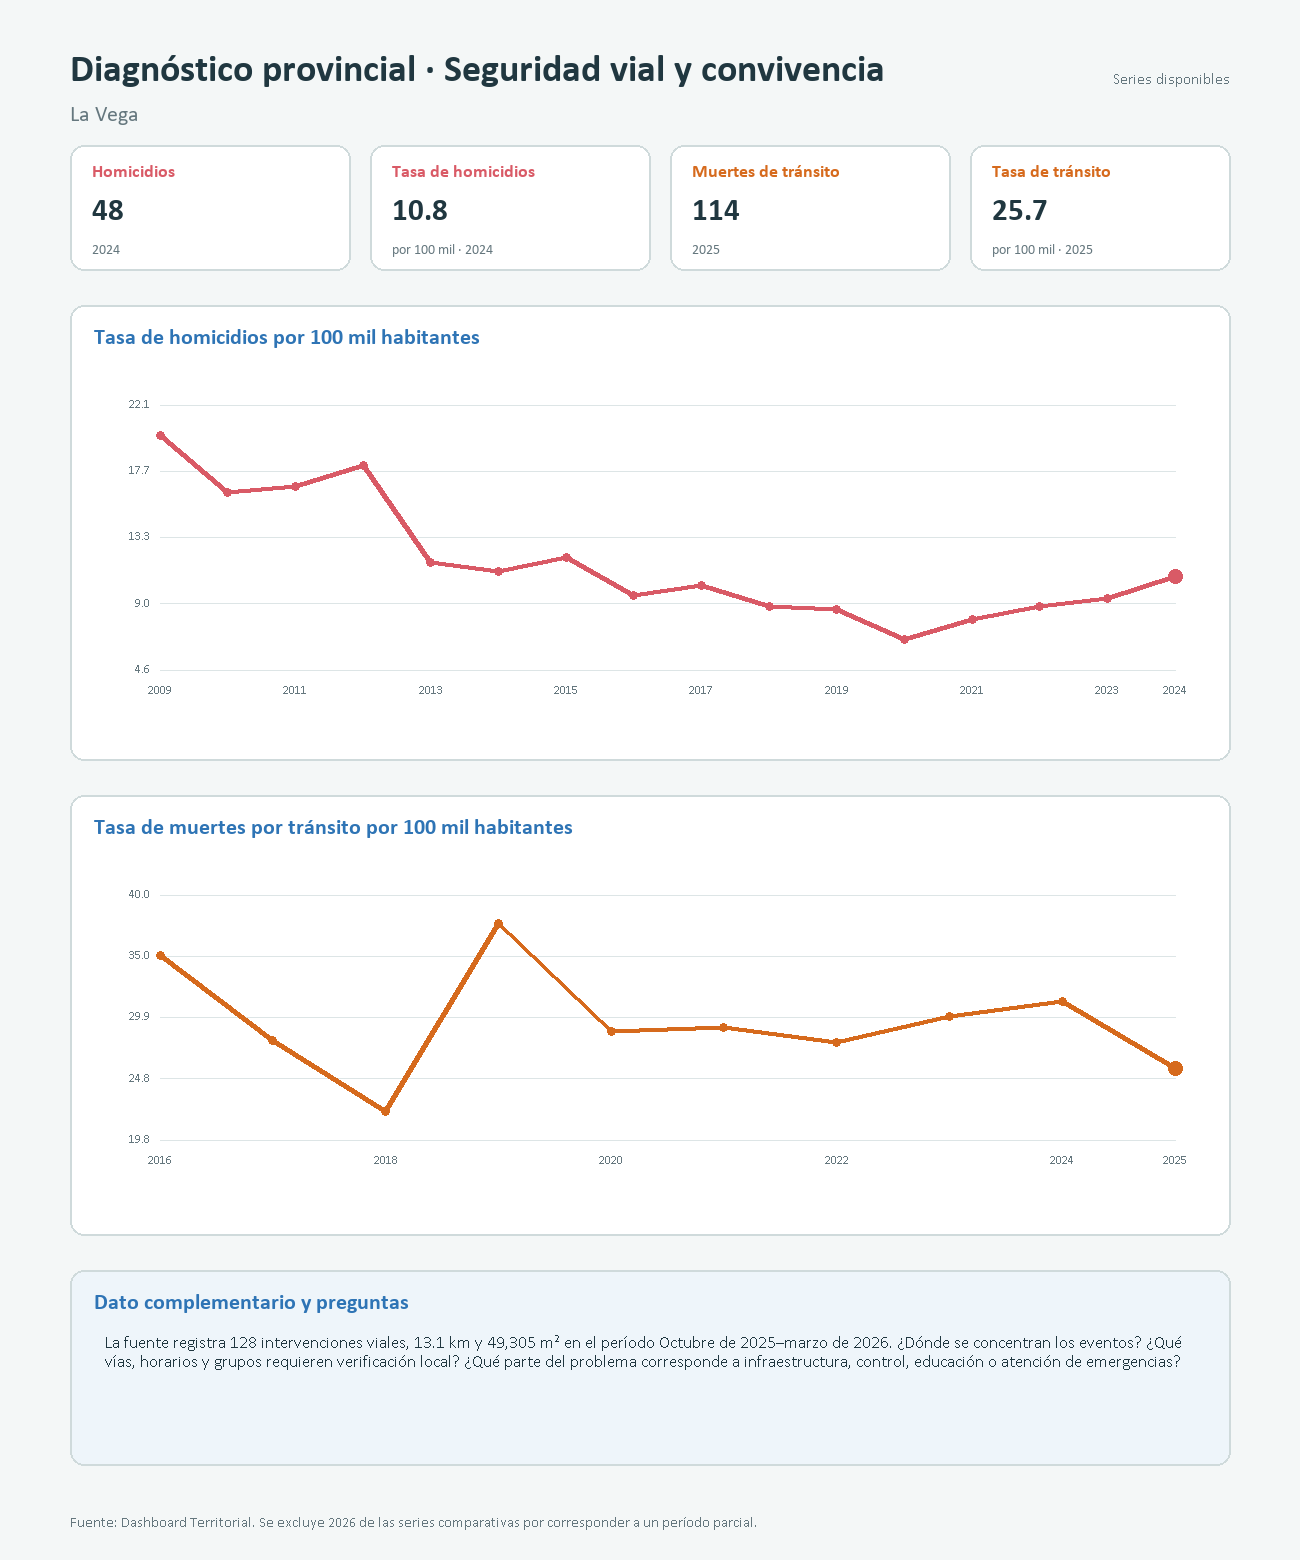 Diagnóstico provincial · Seguridad vial y convivencia
Series disponibles
La Vega
Homicidios
48
2024
Tasa de homicidios
10.8
por 100 mil · 2024
Muertes de tránsito
114
2025
Tasa de tránsito
25.7
por 100 mil · 2025
Tasa de homicidios por 100 mil habitantes
22.1
17.7
13.3
9.0
4.6
2009 2011 2013 2015 2017 2019 2021 2023 2024
Tasa de muertes por tránsito por 100 mil habitantes
40.0
35.0
29.9
24.8
19.8
2016 2018 2020 2022 2024 2025
Dato complementario y preguntas
La fuente registra 128 intervenciones viales, 13.1 km y 49,305 m² en el período Octubre de 2025–marzo de 2026. ¿Dónde se concentran los eventos? ¿Qué
vías, horarios y grupos requieren verificación local? ¿Qué parte del problema corresponde a infraestructura, control, educación o atención de emergencias?
Fuente: Dashboard Territorial. Se excluye 2026 de las series comparativas por corresponder a un período parcial.